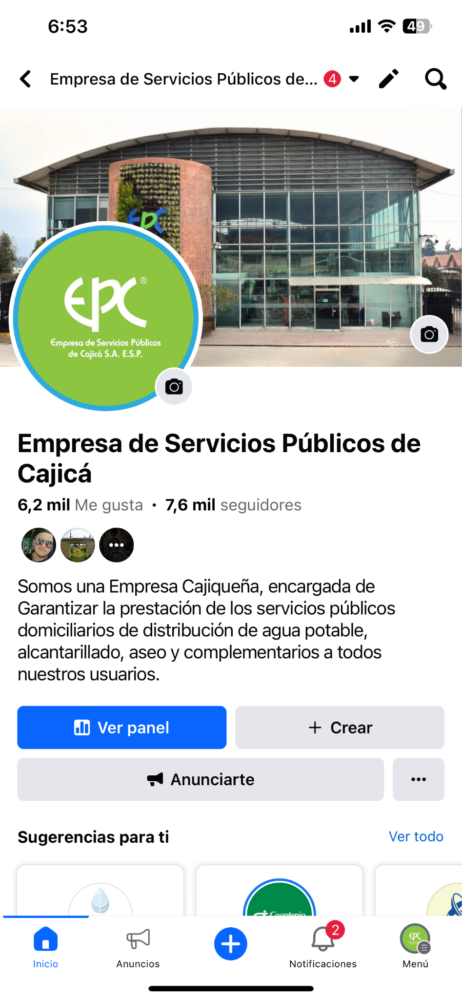 6:53
49
Empresa de Servicios Públicos de... 4
EPC
EPC®
Empresa de Servicios Públicos
de Cajicá S.A. E.S.P.
Empresa de Servicios Públicos de
Cajicá
6,2 mil Me gusta · 7,6 mil seguidores
Somos una Empresa Cajiqueña, encargada de
Garantizar la prestación de los servicios públicos
domiciliarios de distribución de agua potable,
alcantarillado, aseo y complementarios a todos
nuestros usuarios.
Ver panel
+ Crear
Anunciarte
Sugerencias para ti
Ver todo
Cooptenjo
2
EPC
Inicio
Anuncios
Notificaciones
Menú